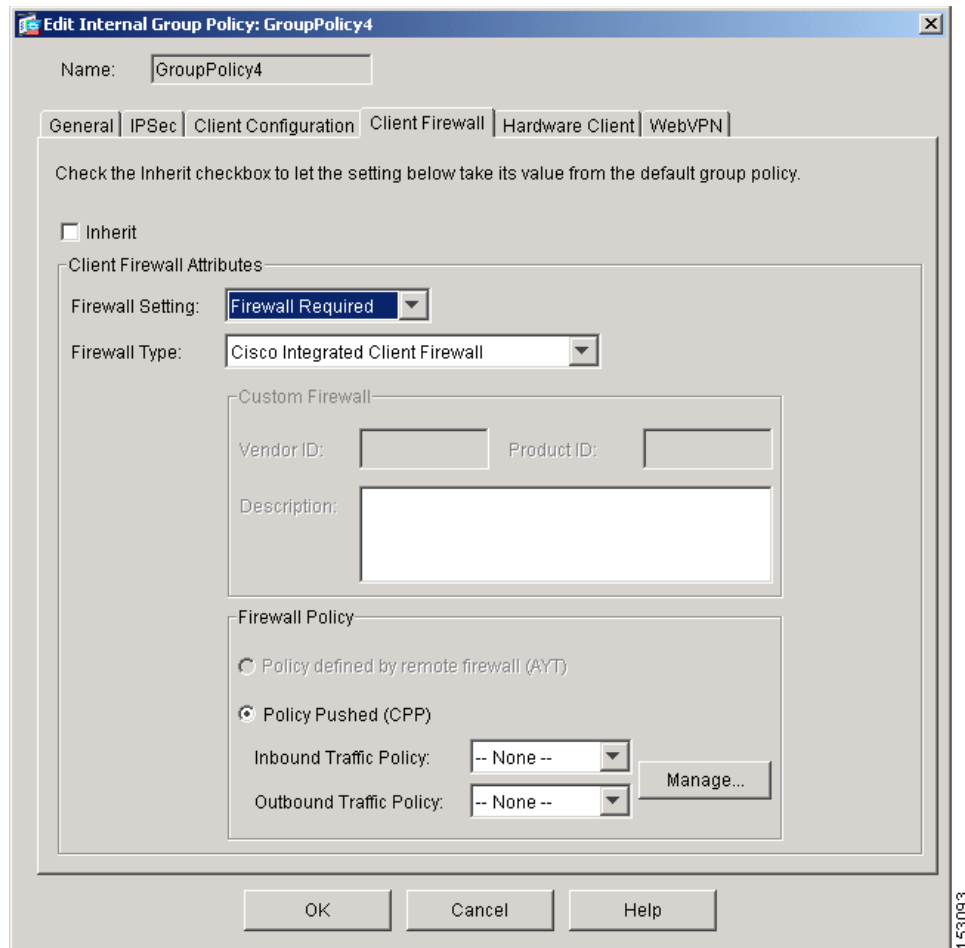 Edit Internal Group Policy: GroupPolicy4
Name: GroupPolicy4
General IPSec Client Configuration Client Firewall Hardware Client WebVPN
Check the Inherit checkbox to let the setting below take its value from the default group policy.
Inherit
Client Firewall Attributes
Firewall Setting: Firewall Required
Firewall Type: Cisco Integrated Client Firewall
Custom Firewall
Vendor ID: Product ID:
Description:
Firewall Policy
Policy defined by remote firewall (AYT)
Policy Pushed (CPP)
Inbound Traffic Policy: -- None --
Manage...
Outbound Traffic Policy: -- None --
OK Cancel Help
153093